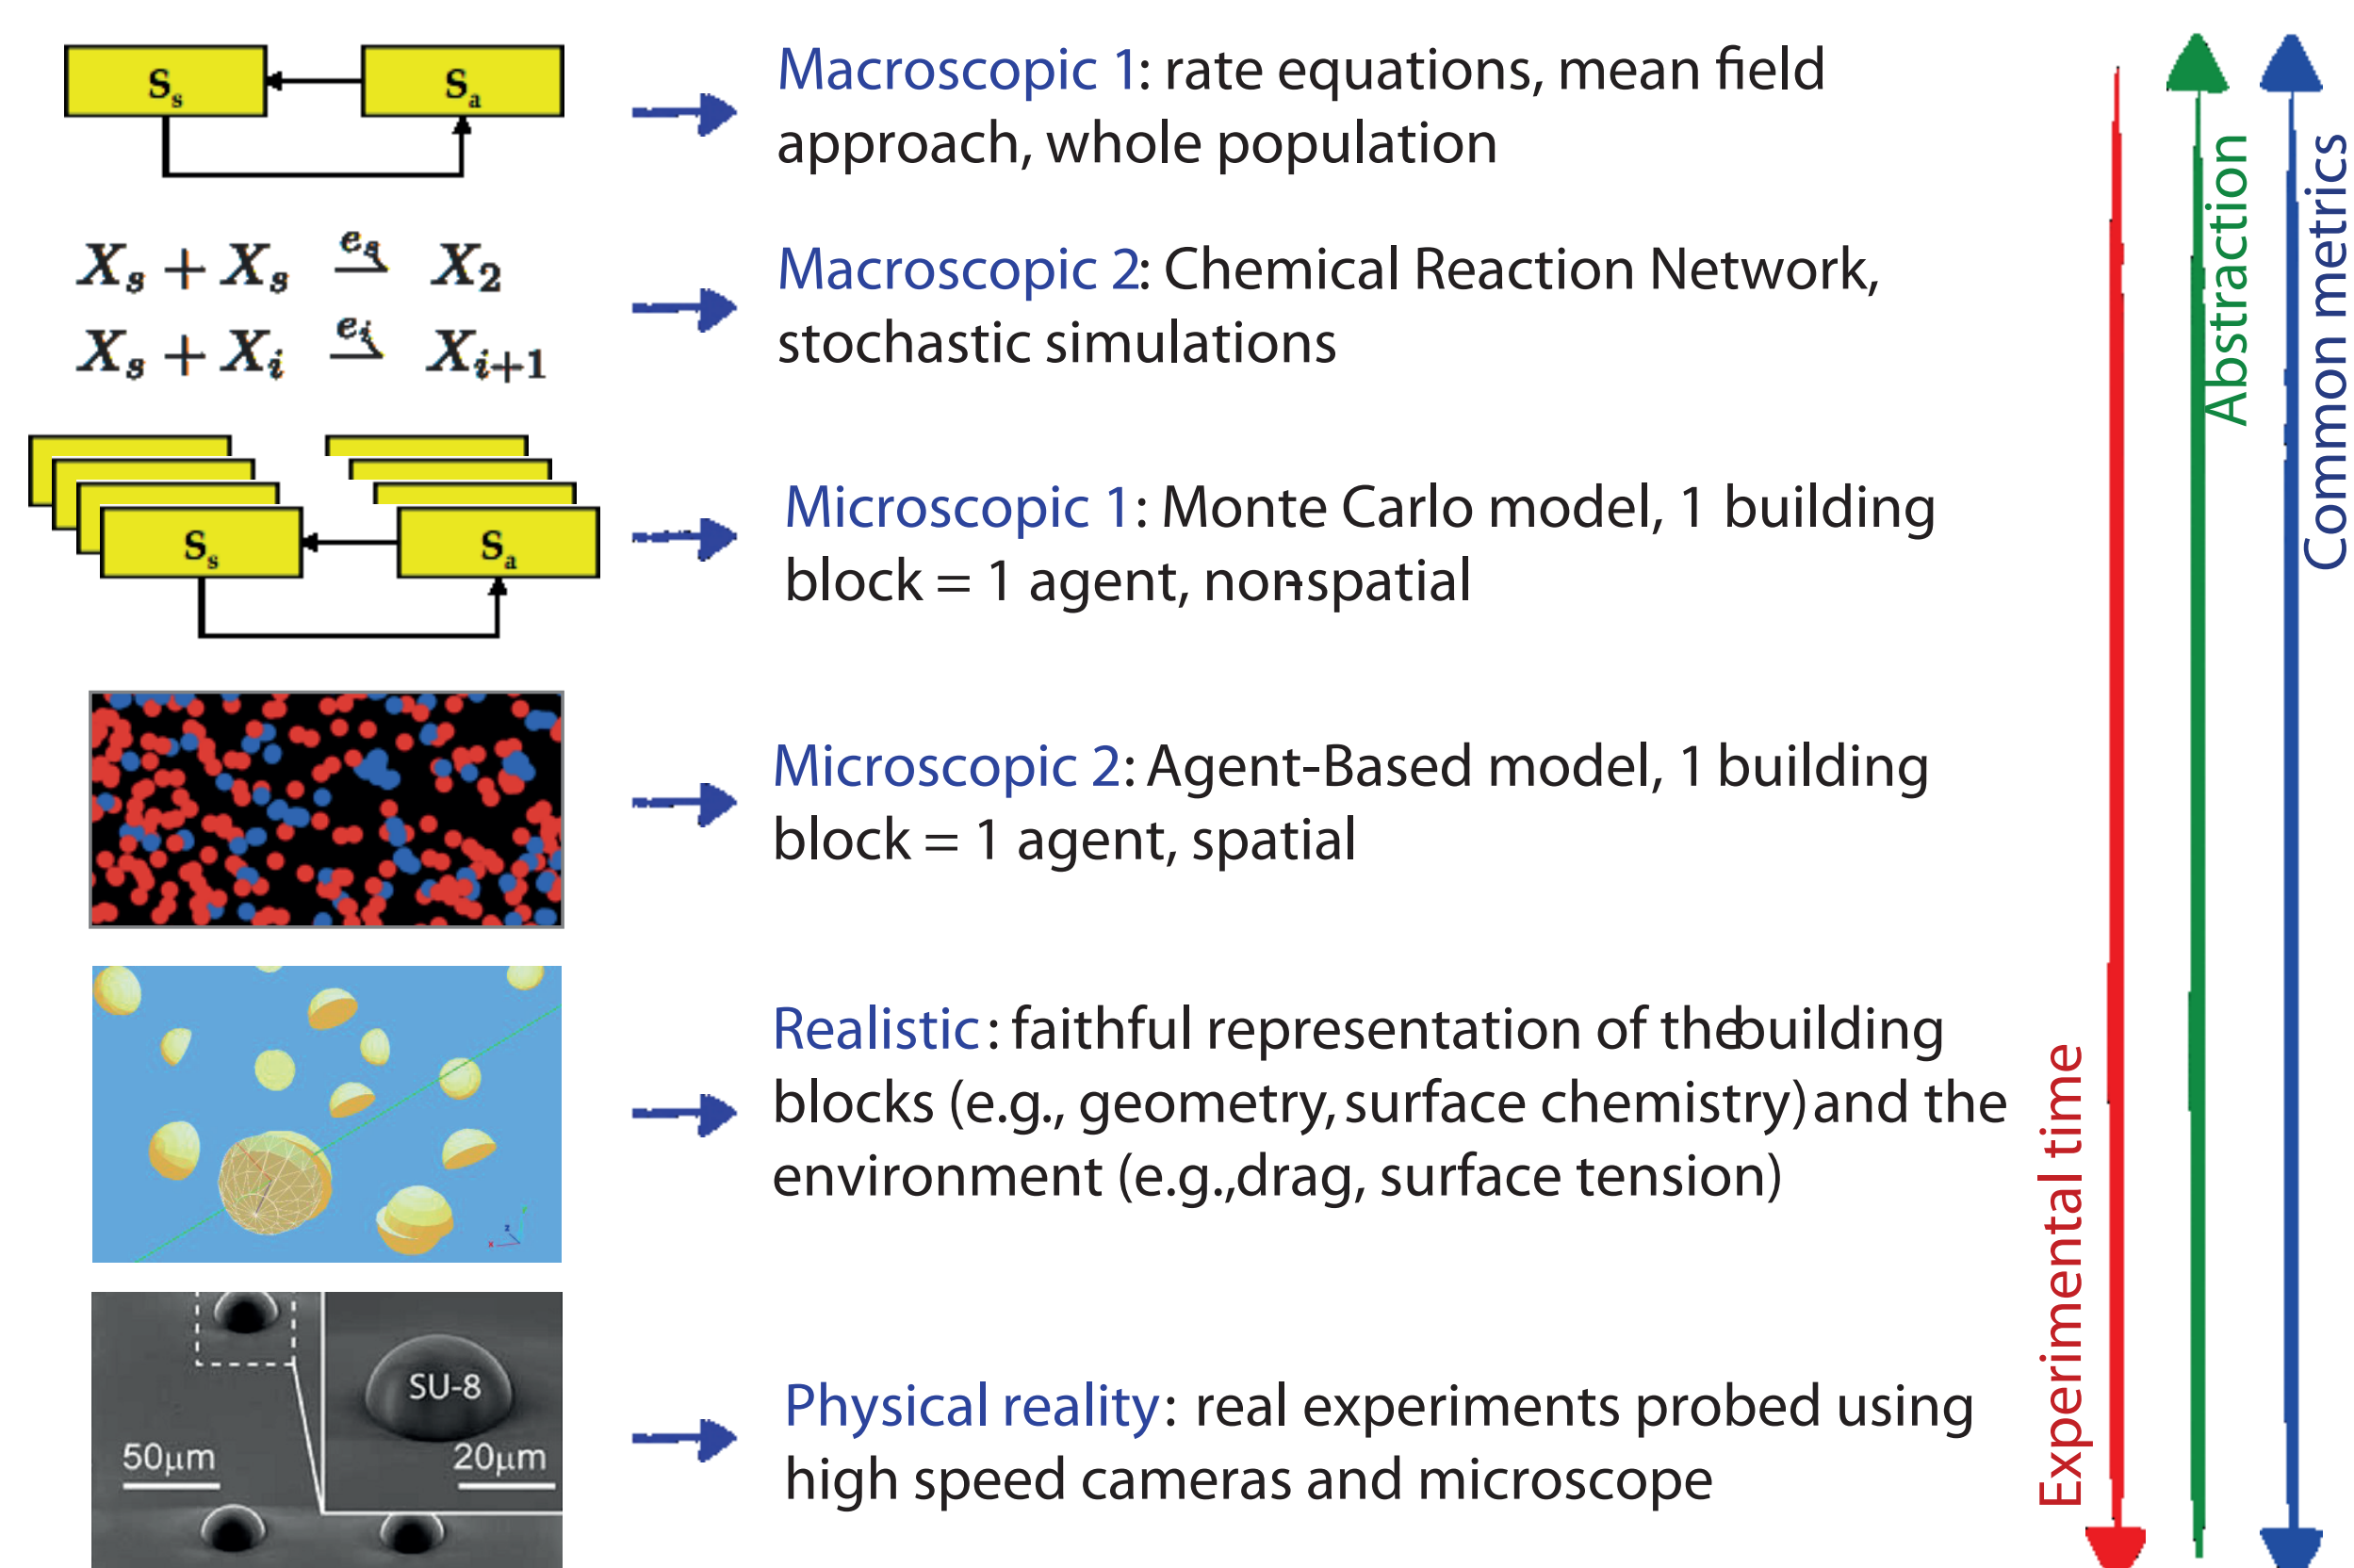 S_s S_a
Macroscopic 1: rate equations, mean field
approach, whole population
X_s + X_s e_s ⇀ X_2
X_s + X_i e_i ⇀ X_{i+1}
Macroscopic 2: Chemical Reaction Network,
stochastic simulations
S_s S_a
Microscopic 1: Monte Carlo model, 1 building
block = 1 agent, non-spatial
Microscopic 2: Agent-Based model, 1 building
block = 1 agent, spatial
Realistic: faithful representation of the building
blocks (e.g., geometry, surface chemistry) and the
environment (e.g., drag, surface tension)
x z
SU-8
50μm
20μm
Physical reality: real experiments probed using
high speed cameras and microscope
Experimental time
Abstraction
Common metrics